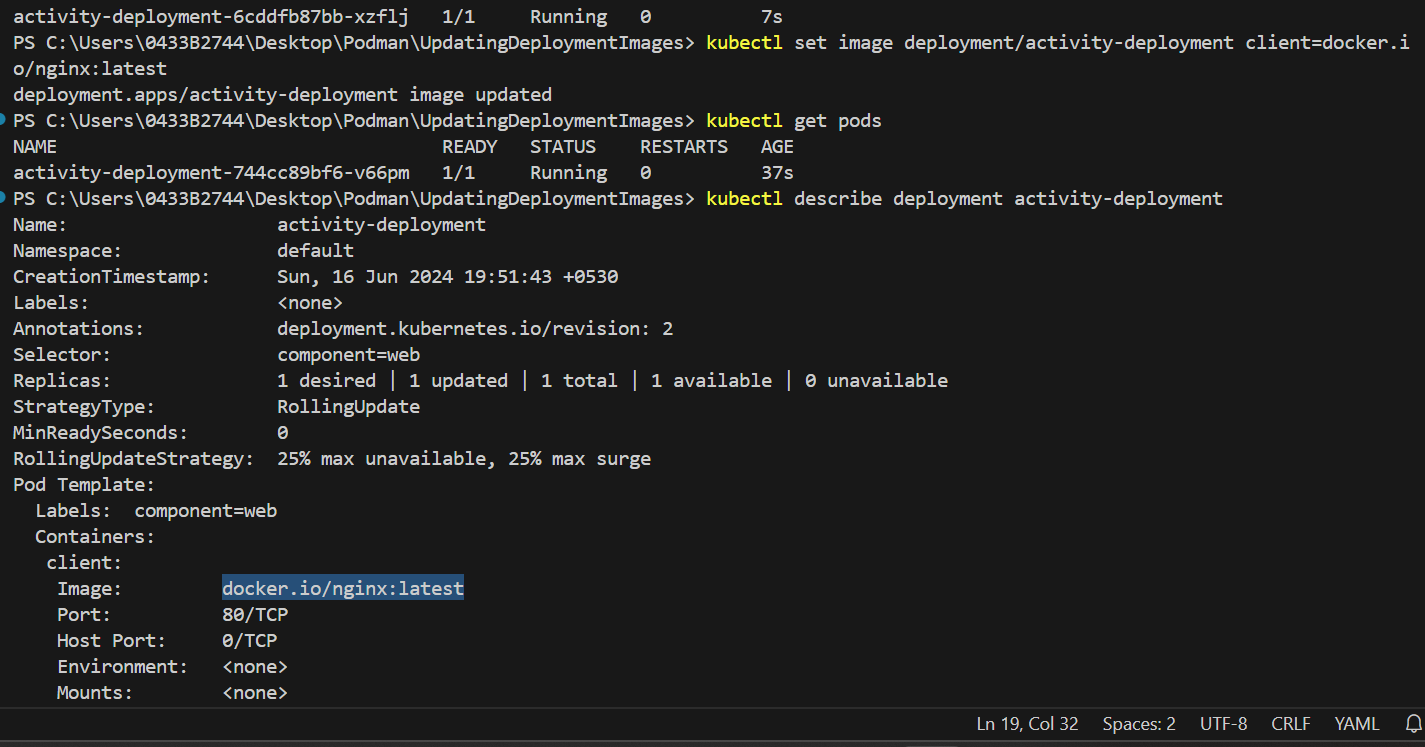 activity-deployment-6cddfb87bb-xzflj   1/1     Running   0          7s
PS C:\Users\0433B2744\Desktop\Podman\UpdatingDeploymentImages> kubectl set image deployment/activity-deployment client=docker.i
o/nginx:latest
deployment.apps/activity-deployment image updated
PS C:\Users\0433B2744\Desktop\Podman\UpdatingDeploymentImages> kubectl get pods
NAME                                   READY   STATUS    RESTARTS   AGE
activity-deployment-744cc89bf6-v66pm   1/1     Running   0          37s
PS C:\Users\0433B2744\Desktop\Podman\UpdatingDeploymentImages> kubectl describe deployment activity-deployment
Name:                   activity-deployment
Namespace:              default
CreationTimestamp:      Sun, 16 Jun 2024 19:51:43 +0530
Labels:                 <none>
Annotations:            deployment.kubernetes.io/revision: 2
Selector:               component=web
Replicas:               1 desired | 1 updated | 1 total | 1 available | 0 unavailable
StrategyType:           RollingUpdate
MinReadySeconds:        0
RollingUpdateStrategy:  25% max unavailable, 25% max surge
Pod Template:
  Labels:  component=web
  Containers:
   client:
    Image:         docker.io/nginx:latest
    Port:          80/TCP
    Host Port:     0/TCP
    Environment:   <none>
    Mounts:        <none>
Ln 19, Col 32   Spaces: 2   UTF-8   CRLF   YAML